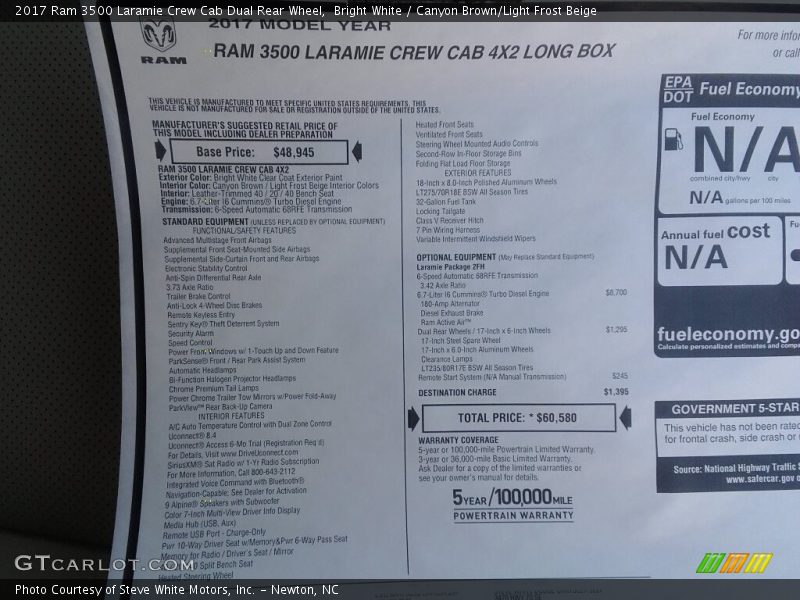 2017 Ram 3500 Laramie Crew Cab Dual Rear Wheel,  Bright White / Canyon Brown/Light Frost Beige
2017 MODEL YEAR
RAM
RAM 3500 LARAMIE CREW CAB 4X2 LONG BOX
For more infor
or call
THIS VEHICLE IS MANUFACTURED TO MEET SPECIFIC UNITED STATES REQUIREMENTS. THIS
VEHICLE IS NOT MANUFACTURED FOR SALE OR REGISTRATION OUTSIDE OF THE UNITED STATES.
MANUFACTURER'S SUGGESTED RETAIL PRICE OF
THIS MODEL INCLUDING DEALER PREPARATION
Base Price: $48,945
RAM 3500 LARAMIE CREW CAB 4X2
Exterior Color: Bright White Clear Coat Exterior Paint
Interior Color: Canyon Brown / Light Frost Beige Interior Colors
Interior: Leather-Trimmed 40 / 20 / 40 Bench Seat
Engine: 6.7-Liter I6 Cummins® Turbo Diesel Engine
Transmission: 6-Speed Automatic 68RFE Transmission
STANDARD EQUIPMENT (UNLESS REPLACED BY OPTIONAL EQUIPMENT)
FUNCTIONAL/SAFETY FEATURES
Advanced Multistage Front Airbags
Supplemental Front Seat-Mounted Side Airbags
Supplemental Side-Curtain Front and Rear Airbags
Electronic Stability Control
Anti-Spin Differential Rear Axle
3.73 Axle Ratio
Trailer Brake Control
Anti-Lock 4-Wheel Disc Brakes
Remote Keyless Entry
Sentry Key® Theft Deterrent System
Security Alarm
Speed Control
Power Front Windows w/ 1-Touch Up and Down Feature
ParkSense® Front / Rear Park Assist System
Automatic Headlamps
Bi-Function Halogen Projector Headlamps
Chrome Premium Tail Lamps
Power Chrome Trailer Tow Mirrors w/Power Fold-Away
ParkView™ Rear Back-Up Camera
INTERIOR FEATURES
A/C Auto Temperature Control with Dual Zone Control
Uconnect® 8.4
Uconnect® Access 6-Mo Trial (Registration Req'd)
For Details, Visit www.DriveUconnect.com
SiriusXM® Sat Radio w/ 1-Yr Radio Subscription
For More Information, Call 800-643-2112
Integrated Voice Command with Bluetooth®
Navigation-Capable; See Dealer for Activation
9 Alpine® Speakers with Subwoofer
Color 7-Inch Multi-View Driver Info Display
Media Hub (USB, Aux)
Remote USB Port - Charge-Only
Pwr 10-Way Driver Seat w/Memory&Pwr 6-Way Pass Seat
Memory for Radio / Driver's Seat / Mirror
Split Bench Seat
Heated Steering Wheel
Heated Front Seats
Ventilated Front Seats
Steering Wheel Mounted Audio Controls
Second-Row In-Floor Storage Bins
Folding Flat Load Floor Storage
EXTERIOR FEATURES
18-Inch x 8.0-Inch Polished Aluminum Wheels
LT275/70R18E BSW All Season Tires
32-Gallon Fuel Tank
Locking Tailgate
Class V Receiver Hitch
7 Pin Wiring Harness
Variable Intermittent Windshield Wipers
OPTIONAL EQUIPMENT (May Replace Standard Equipment)
Laramie Package 2FH
6-Speed Automatic 68RFE Transmission
3.42 Axle Ratio
6.7-Liter I6 Cummins® Turbo Diesel Engine $8,700
180-Amp Alternator
Diesel Exhaust Brake
Ram Active Air™
Dual Rear Wheels / 17-Inch x 6-Inch Wheels $1,295
17-Inch Steel Spare Wheel
17-Inch x 6.0-Inch Aluminum Wheels
Clearance Lamps
LT235/80R17E BSW All Season Tires
Remote Start System (N/A Manual Transmission) $245
DESTINATION CHARGE $1,395
TOTAL PRICE: * $60,580
WARRANTY COVERAGE
5-year or 100,000-mile Powertrain Limited Warranty.
3-year or 36,000-mile Basic Limited Warranty.
Ask Dealer for a copy of the limited warranties or
see your owner's manual for details.
5 YEAR/100,000 MILE
POWERTRAIN WARRANTY
EPA
DOT
Fuel Economy
Fuel Economy
N/A
combined city/hwy city
N/A gallons per 100 miles
Annual fuel cost
N/A
fueleconomy.go
Calculate personalized estimates and compa
GOVERNMENT 5-STAR
This vehicle has not been rated
for frontal crash, side crash or
Source: National Highway Traffic S
www.safercar.gov o
GTCARLOT.COM
Photo Courtesy of Steve White Motors, Inc. – Newton, NC